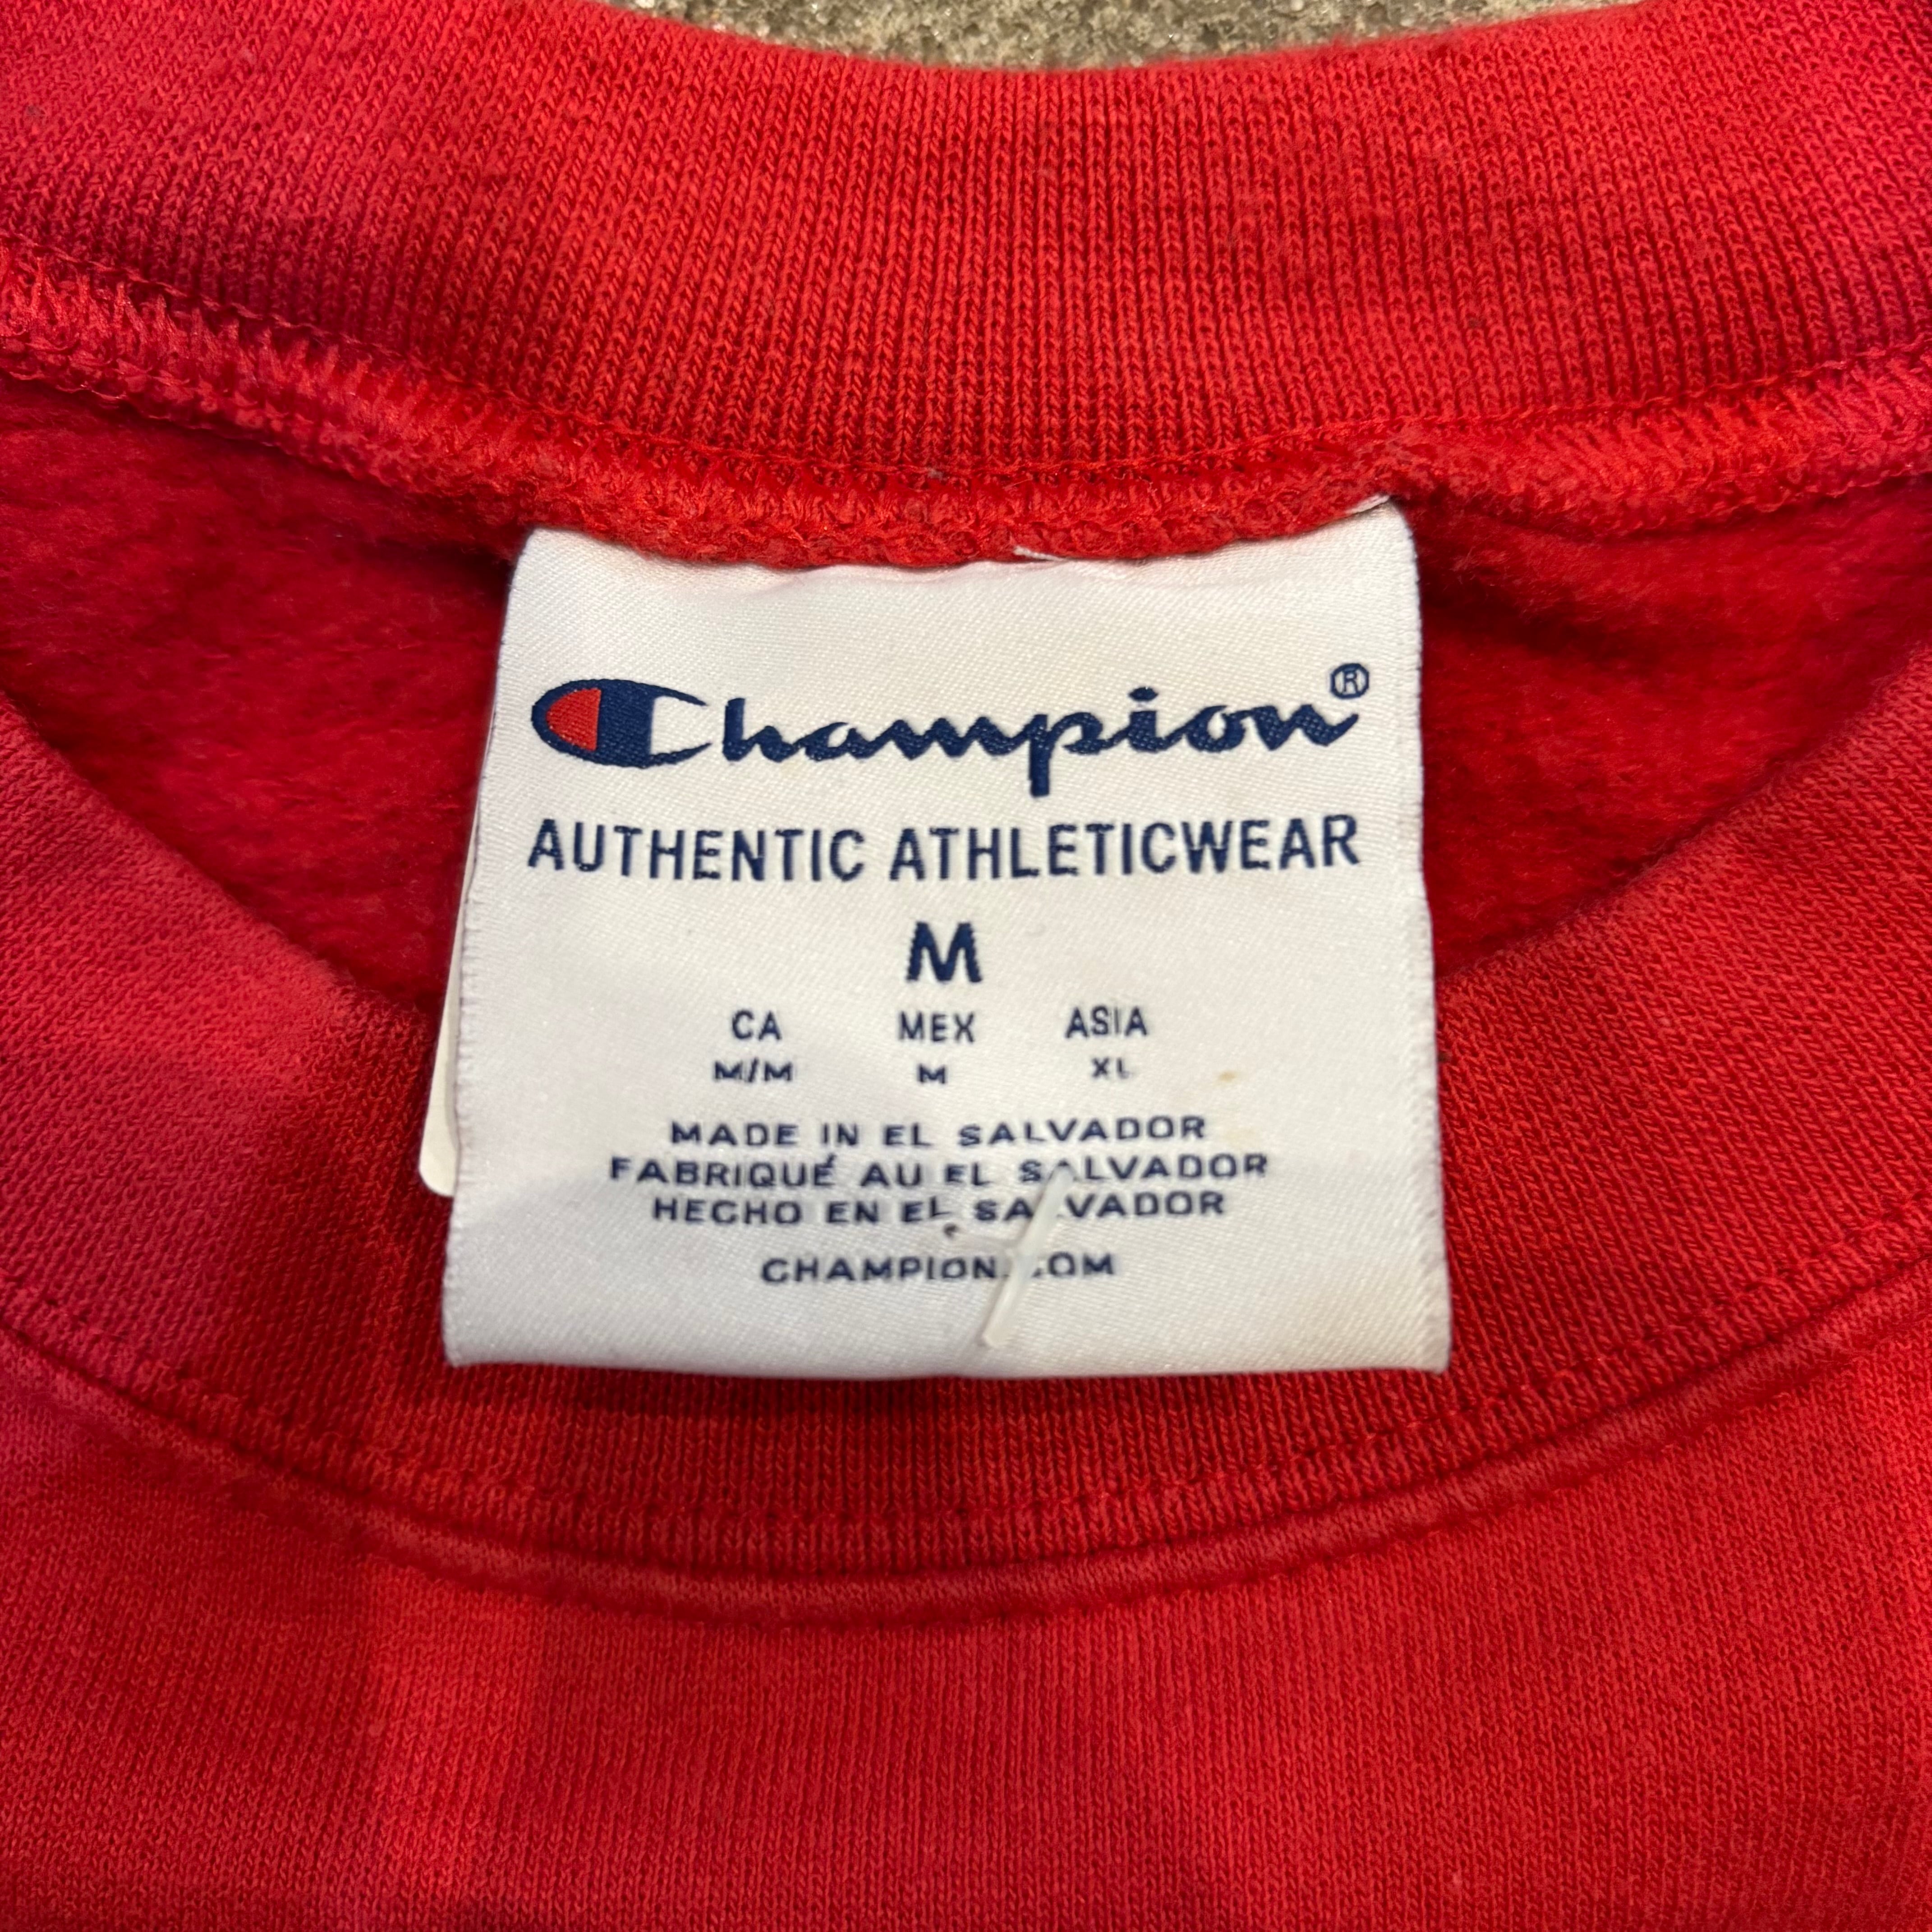 Champion®
AUTHENTIC ATHLETICWEAR
M
CA MEX ASIA
M/M M XL
MADE IN EL SALVADOR
FABRIQUÉ AU EL SALVADOR
HECHO EN EL SALVADOR
CHAMPION.COM